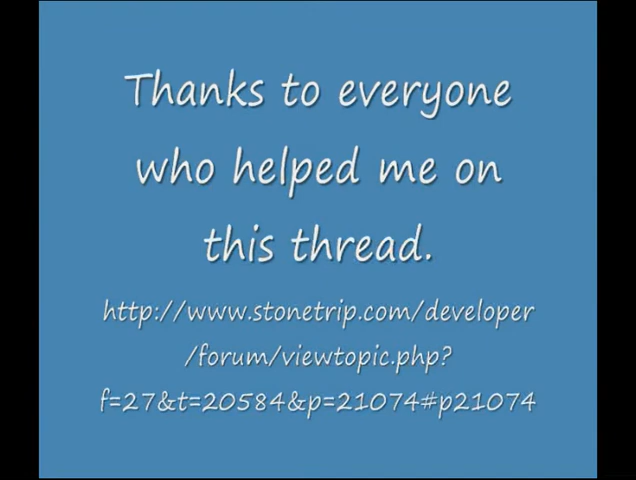 Thanks to everyone
who helped me on
this thread.
http://www.stonetrip.com/developer
/forum/viewtopic.php?
f=27&t=20584&p=21074#p21074